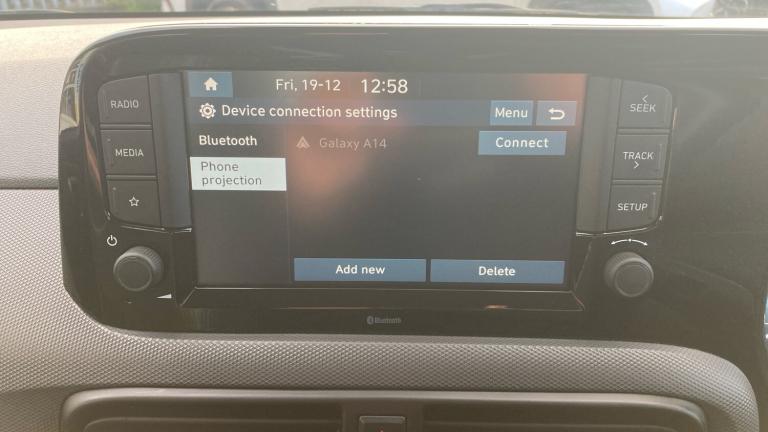 Fri, 19-12 12:58
Device connection settings Menu
Bluetooth
Galaxy A14 Connect
Phone
projection
Add new Delete
RADIO
MEDIA
SEEK
TRACK
SETUP
Bluetooth